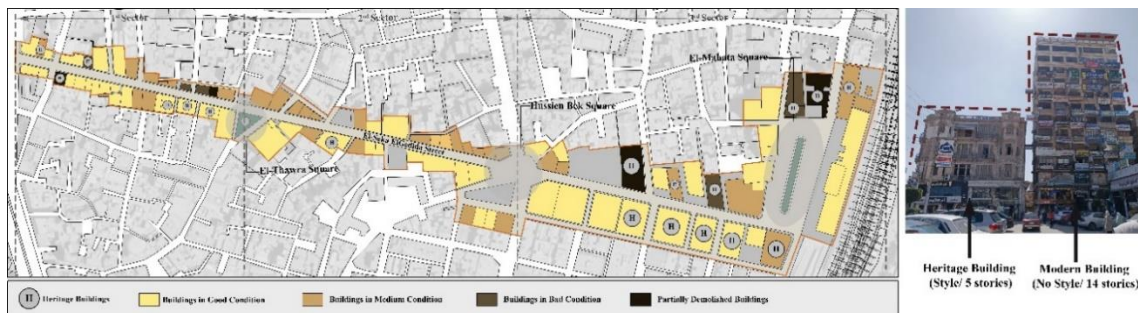 1st Sector
2nd Sector
3rd Sector
El-Mahata Square
Hussien Bek Square
El-Thawra Square
H Heritage Buildings
Buildings in Good Condition
Buildings in Medium Condition
Buildings in Bad Condition
Partially Demolished Buildings
Heritage Building
(Style/ 5 stories)
Modern Building
(No Style/ 14 stories)